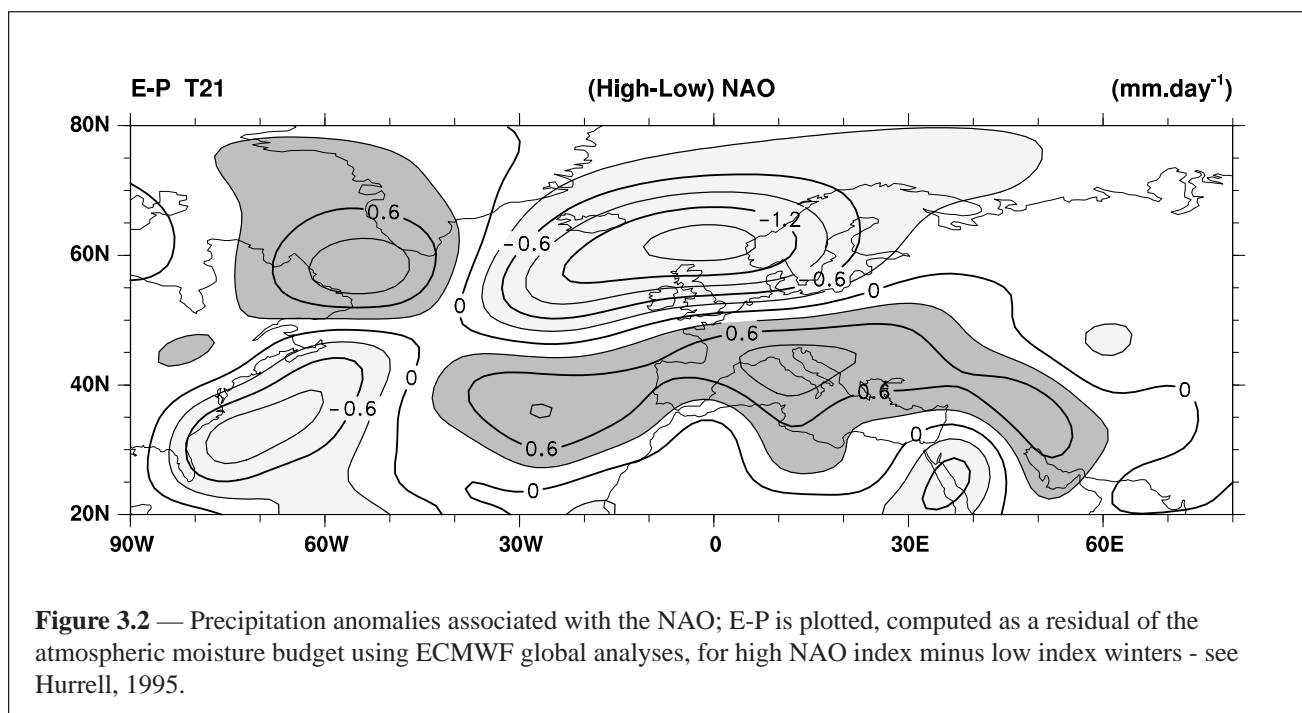 E-P T21 (High-Low) NAO (mm.day⁻¹)
80N
0.6
-1.2
-0.6
60N
-0.6
0
0
0.6
0
0
40N
-0.6
0.6
0
0.6
0
20N
90W 60W 30W 0 30E 60E
Figure 3.2 — Precipitation anomalies associated with the NAO; E-P is plotted, computed as a residual of the
atmospheric moisture budget using ECMWF global analyses, for high NAO index minus low index winters - see
Hurrell, 1995.